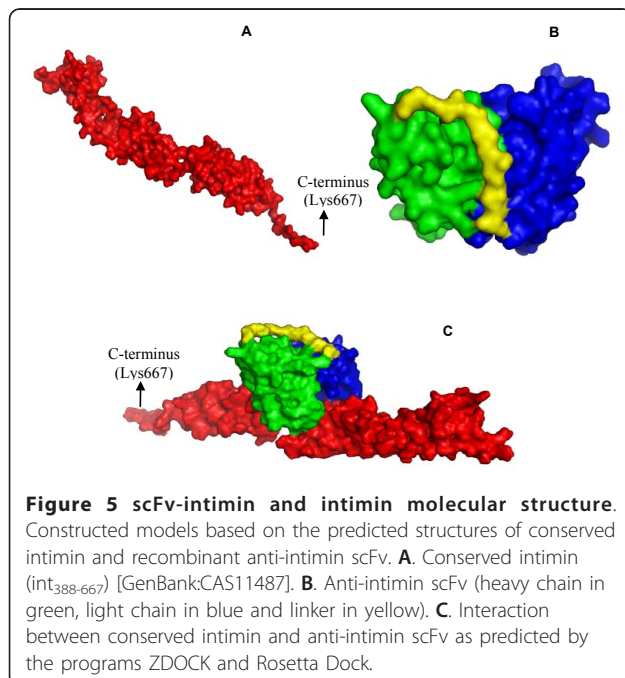 A
B
C-terminus
(Lys667)
C
C-terminus
(Lys667)
Figure 5 scFv-intimin and intimin molecular structure.
Constructed models based on the predicted structures of conserved
intimin and recombinant anti-intimin scFv. A. Conserved intimin
(int388-667) [GenBank:CAS11487]. B. Anti-intimin scFv (heavy chain in
green, light chain in blue and linker in yellow). C. Interaction
between conserved intimin and anti-intimin scFv as predicted by
the programs ZDOCK and Rosetta Dock.